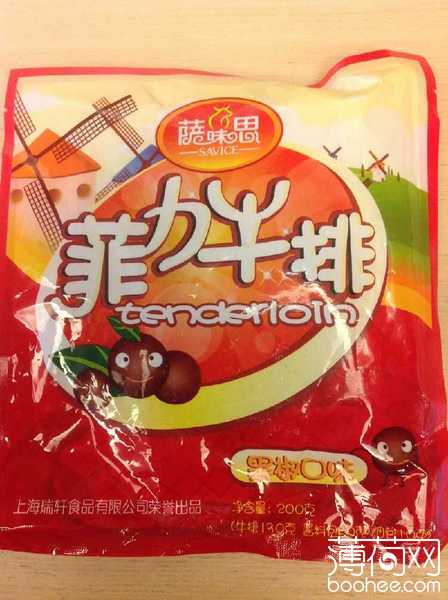 萨味思
SAVICE
菲力牛排
tenderloin
黑椒口味
上海瑞轩食品有限公司荣誉出品
净含量: 200克
(牛排130克
薄荷网
boohee.com